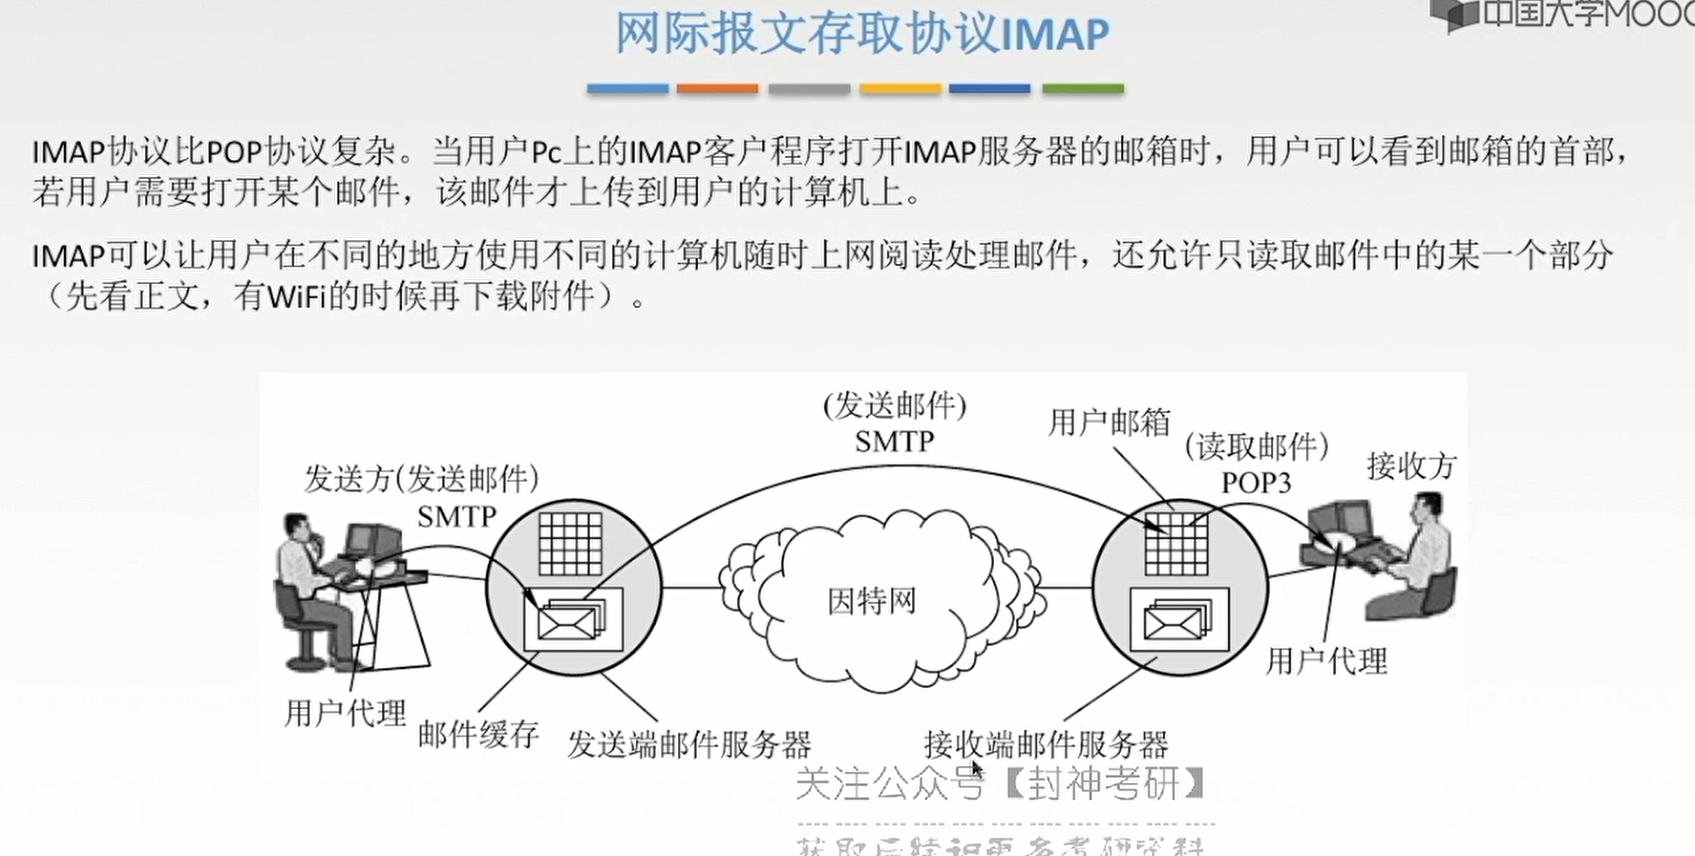 网际报文存取协议IMAP
中国大学MOOC
IMAP协议比POP协议复杂。当用户Pc上的IMAP客户程序打开IMAP服务器的邮箱时，用户可以看到邮箱的首部，
若用户需要打开某个邮件，该邮件才上传到用户的计算机上。
IMAP可以让用户在不同的地方使用不同的计算机随时上网阅读处理邮件，还允许只读取邮件中的某一个部分
（先看正文，有WiFi的时候再下载附件）。
(发送邮件)
SMTP
用户邮箱
(读取邮件)
POP3
接收方
发送方(发送邮件)
SMTP
因特网
用户代理
用户代理
邮件缓存
发送端邮件服务器
接收端邮件服务器
关注公众号【封神考研】